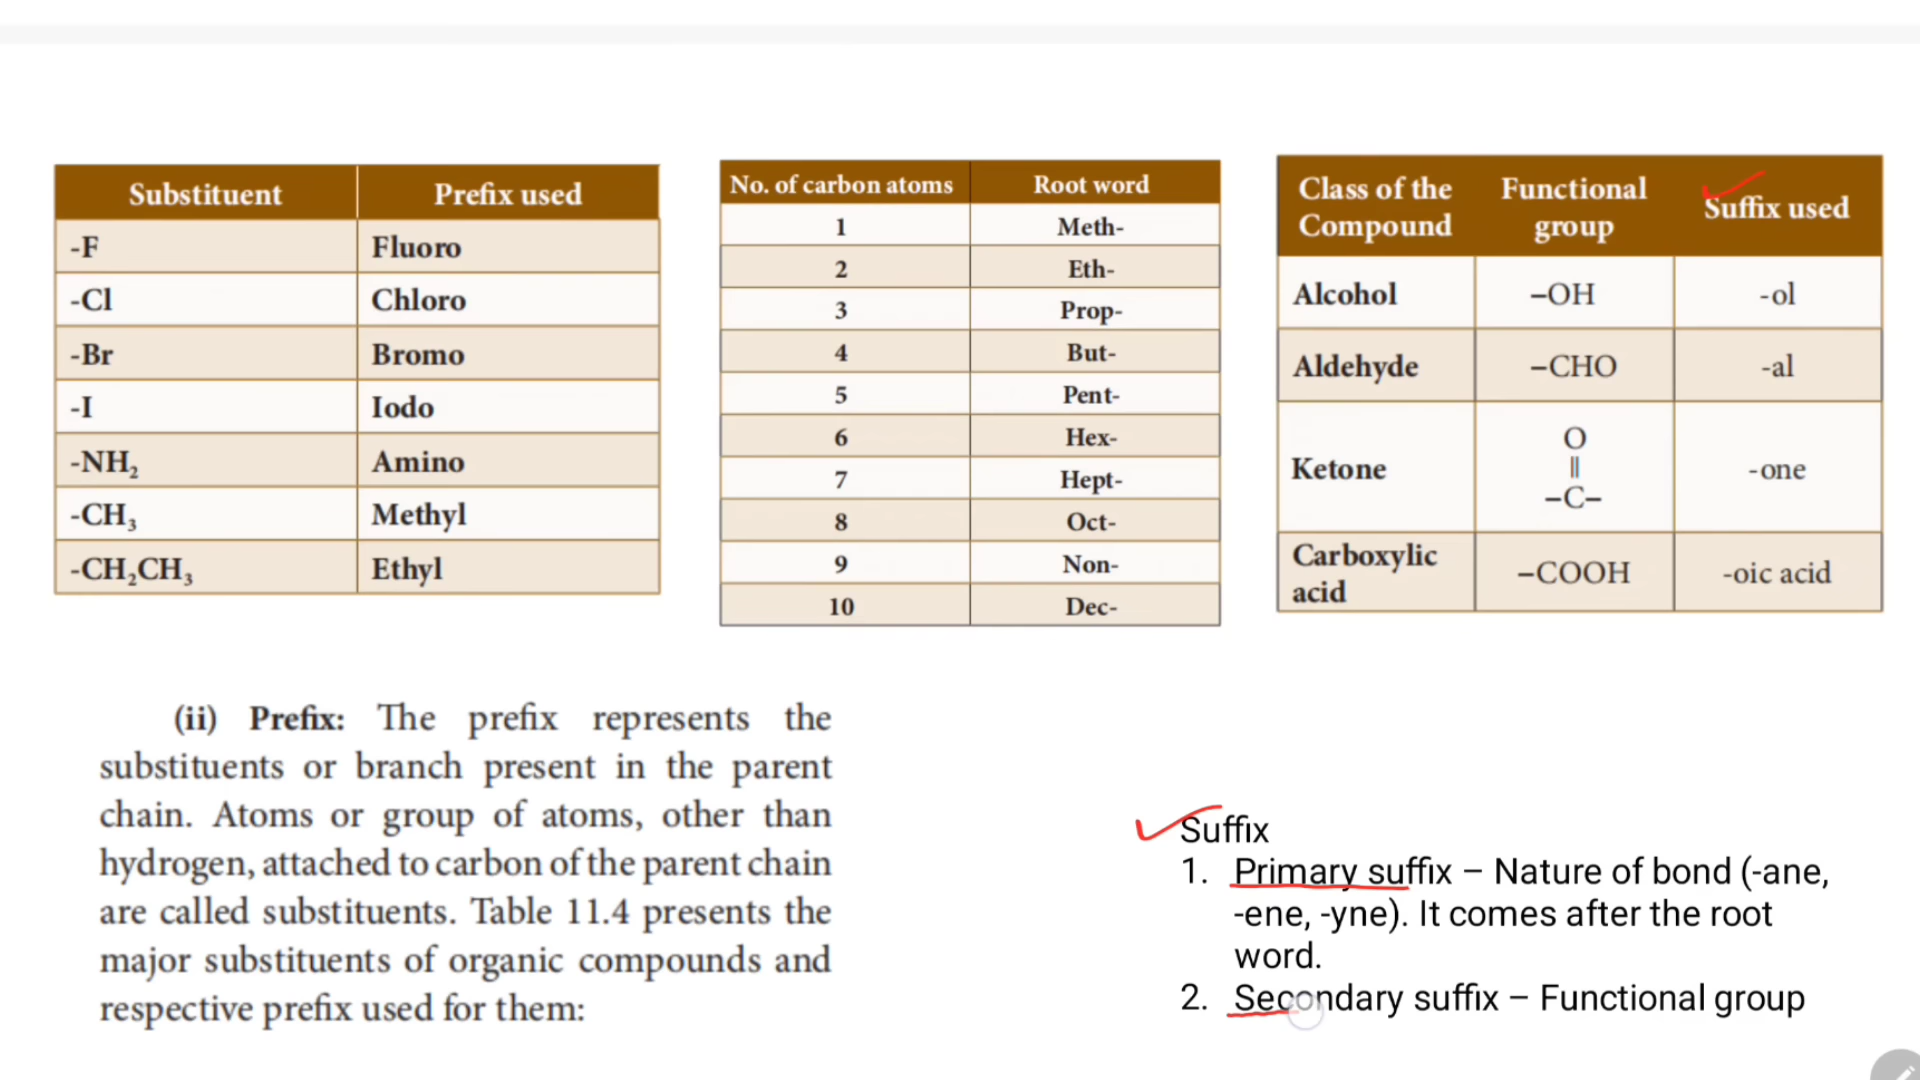 Substituent Prefix used
-F Fluoro
-Cl Chloro
-Br Bromo
-I Iodo
-NH₂ Amino
-CH₃ Methyl
-CH₂CH₃ Ethyl
No. of carbon atoms Root word
1 Meth-
2 Eth-
3 Prop-
4 But-
5 Pent-
6 Hex-
7 Hept-
8 Oct-
9 Non-
10 Dec-
Class of the Compound Functional group Suffix used
Alcohol –OH -ol
Aldehyde –CHO -al
O
||
Ketone –C– -one
Carboxylic acid –COOH -oic acid
(ii) Prefix: The prefix represents the
substituents or branch present in the parent
chain. Atoms or group of atoms, other than
hydrogen, attached to carbon of the parent chain
are called substituents. Table 11.4 presents the
major substituents of organic compounds and
respective prefix used for them:
Suffix
1. Primary suffix – Nature of bond (-ane,
-ene, -yne). It comes after the root
word.
2. Secondary suffix – Functional group